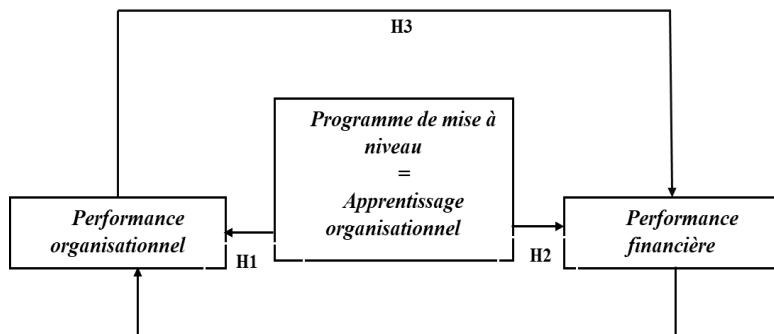 H3
Programme de mise à
niveau
=
Apprentissage
organisationnel
Performance
organisationnel
H1
H2
Performance
financière